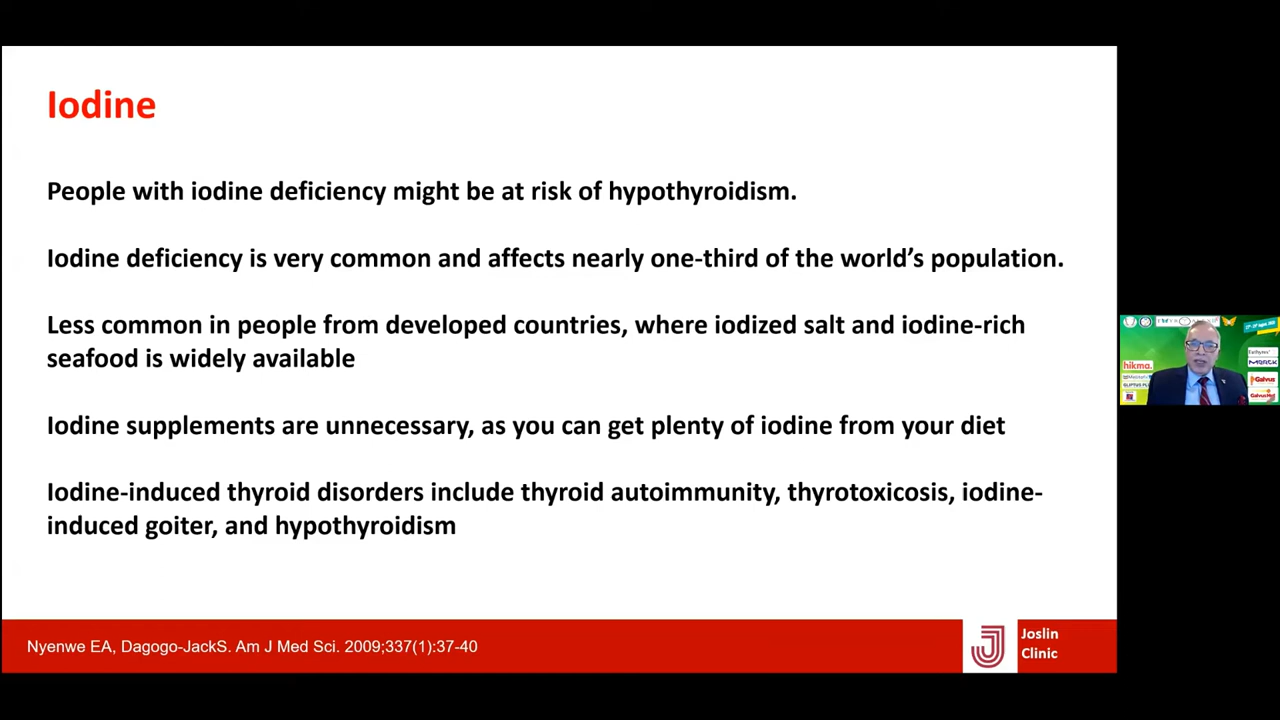 Iodine
People with iodine deficiency might be at risk of hypothyroidism.
Iodine deficiency is very common and affects nearly one-third of the world’s population.
Less common in people from developed countries, where iodized salt and iodine-rich
seafood is widely available
Iodine supplements are unnecessary, as you can get plenty of iodine from your diet
Iodine-induced thyroid disorders include thyroid autoimmunity, thyrotoxicosis, iodine-
induced goiter, and hypothyroidism
Nyenwe EA, Dagogo-JackS. Am J Med Sci. 2009;337(1):37-40
Joslin
Clinic
hikma.
MERCK
Galvus